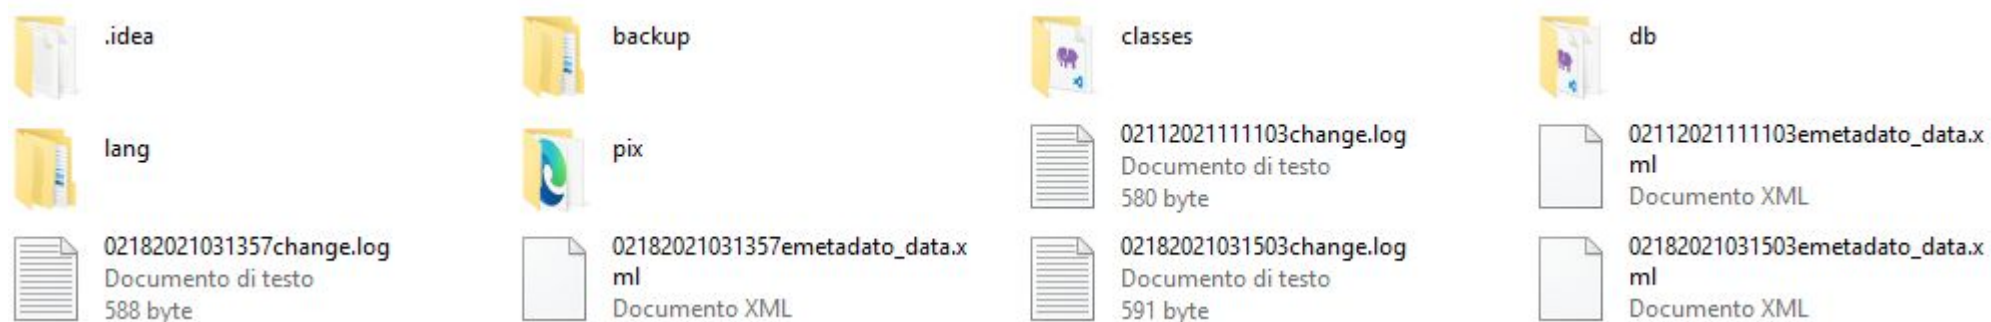 .idea
backup
classes
db
lang
pix
02112021111103change.log
Documento di testo
580 byte
02112021111103emetadato_data.x
ml
Documento XML
02182021031357change.log
Documento di testo
588 byte
02182021031357emetadato_data.x
ml
Documento XML
02182021031503change.log
Documento di testo
591 byte
02182021031503emetadato_data.x
ml
Documento XML